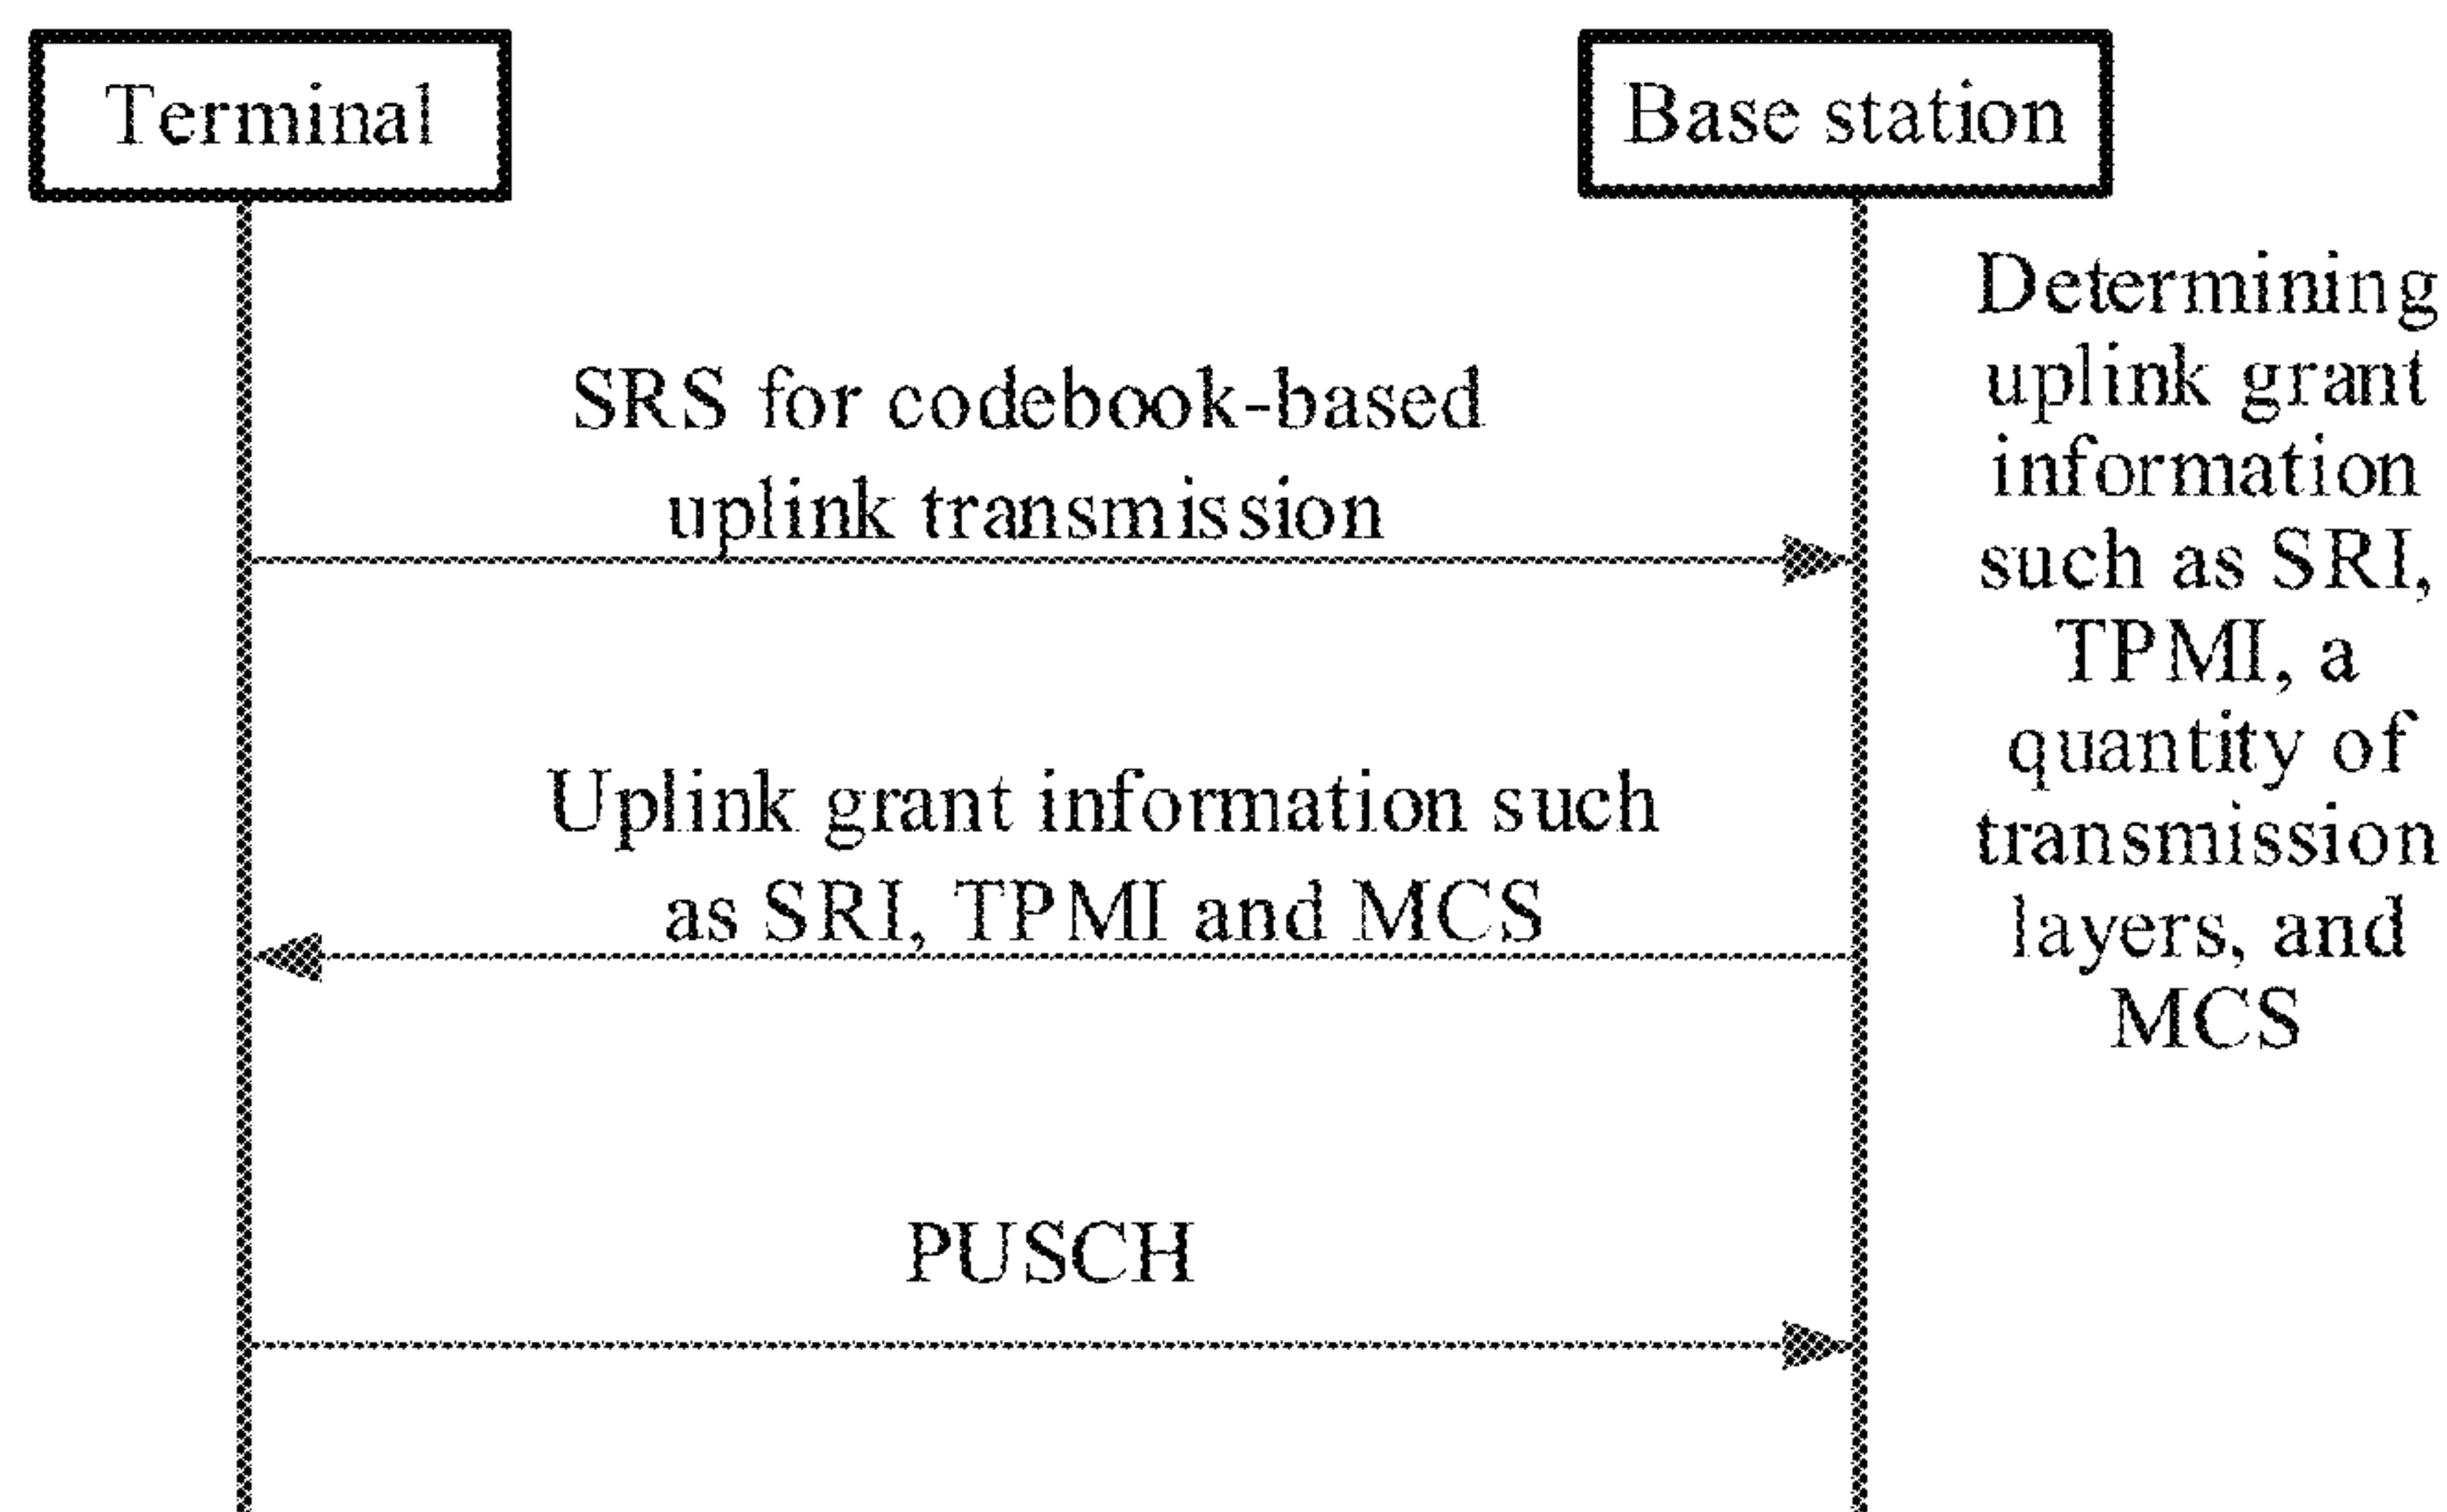 Terminal
Base station
SRS for codebook-based
uplink transmission
Determining
uplink grant
information
such as SRI,
TPMI, a
quantity of
transmission
layers, and
MCS
Uplink grant information such
as SRI, TPMI and MCS
PUSCH